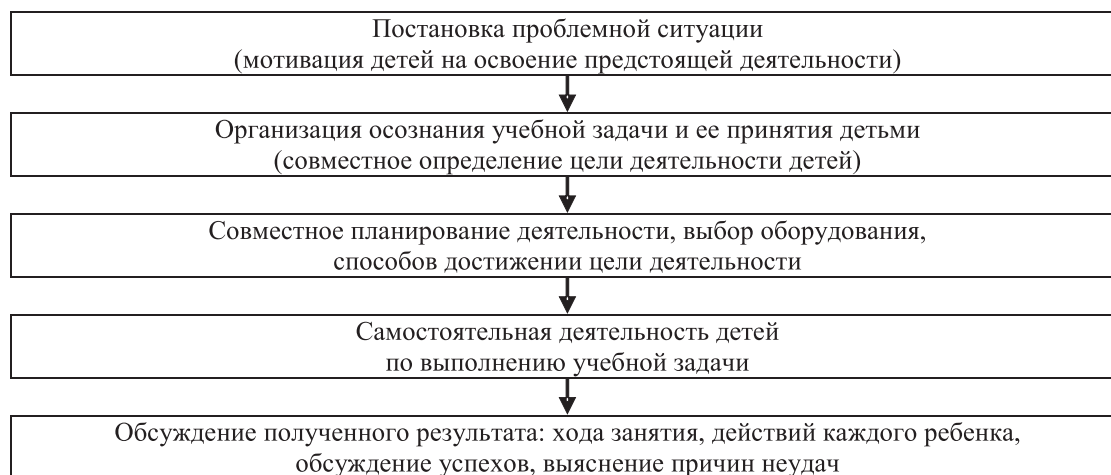 Постановка проблемной ситуации
(мотивация детей на освоение предстоящей деятельности)
Организация осознания учебной задачи и ее принятия детьми
(совместное определение цели деятельности детей)
Совместное планирование деятельности, выбор оборудования,
способов достижении цели деятельности
Самостоятельная деятельность детей
по выполнению учебной задачи
Обсуждение полученного результата: хода занятия, действий каждого ребенка,
обсуждение успехов, выяснение причин неудач